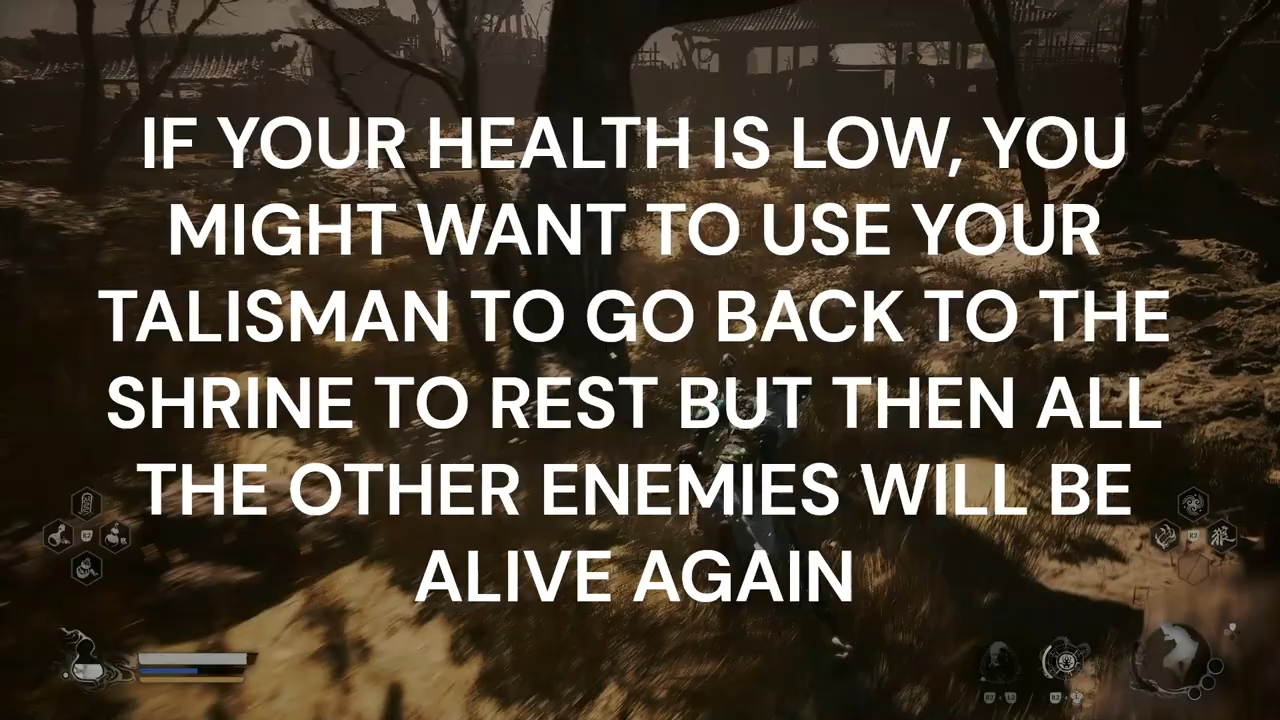 IF YOUR HEALTH IS LOW, YOU
MIGHT WANT TO USE YOUR
TALISMAN TO GO BACK TO THE
SHRINE TO REST BUT THEN ALL
THE OTHER ENEMIES WILL BE
ALIVE AGAIN